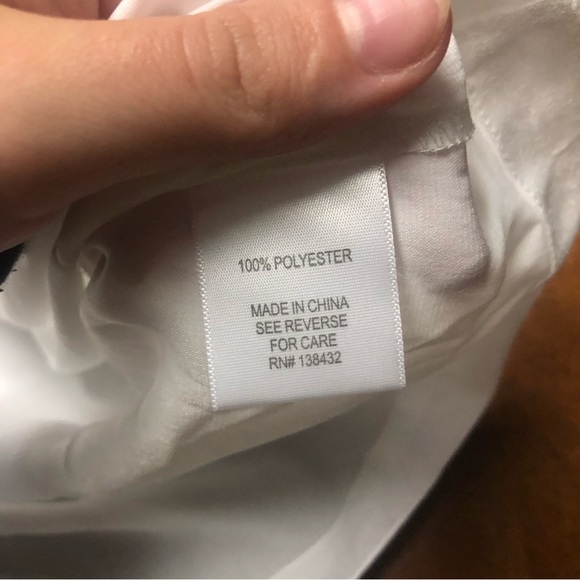 100% POLYESTER
MADE IN CHINA
SEE REVERSE
FOR CARE
RN# 138432